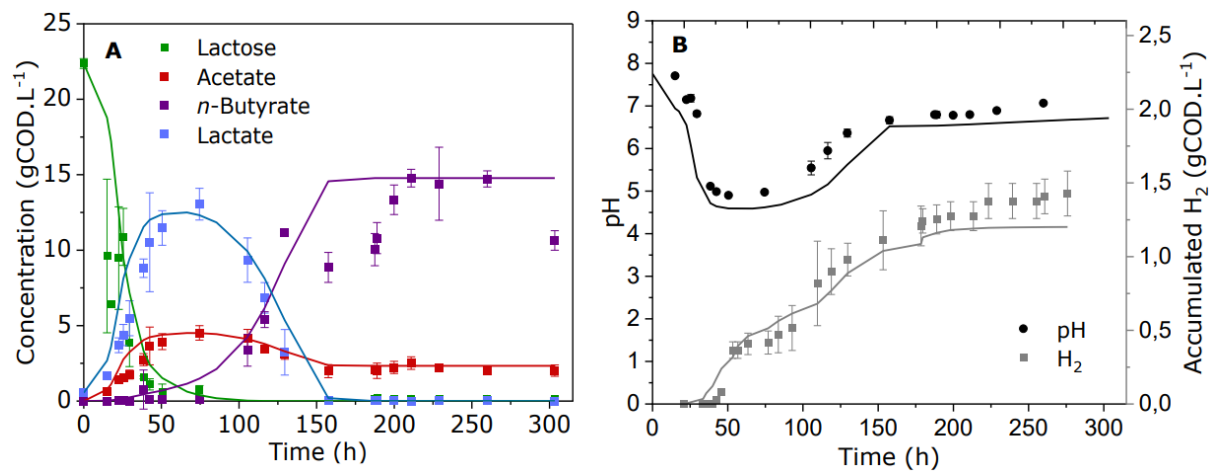 A
Lactose
Acetate
n-Butyrate
Lactate
Concentration (gCOD.L⁻¹)
25
20
15
10
5
0
0 50 100 150 200 250 300
Time (h)
B
pH
9
8
7
6
5
4
3
2
1
0
pH
H₂
Accumulated H₂ (gCOD.L⁻¹)
2,5
2,0
1,5
1,0
0,5
0,0
0 50 100 150 200 250 300
Time (h)